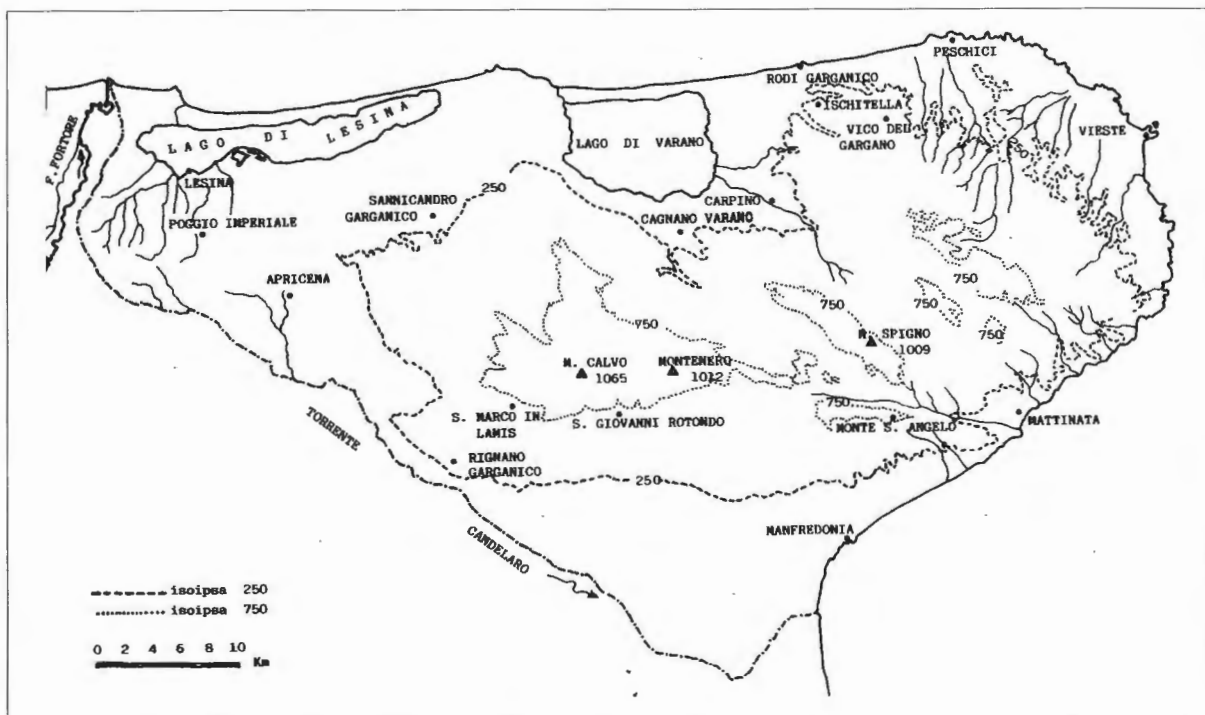 PESCHICI
RODI GARGANICO
ISCHITELLA
VICO DEL
GARGANO
VIESTE
250
F. FORTORE
LAGO DI LESINA
LESINA
LAGO DI VARANO
SANNICANDRO
GARGANICO
250
CARPINO
CAGNANO VARANO
POGGIO IMPERIALE
APRICENA
750
750
750
750
750
M. SPIGNO
1009
M. CALVO
1065
MONTENERO
1012
750
S. MARCO IN
LAMIS
S. GIOVANNI ROTONDO
MONTE S. ANGELO
MATTINATA
TORRENTE
RIGNANO
GARGANICO
250
CANDELARO
MANFREDONIA
isoipsa 250
isoipsa 750
0 2 4 6 8 10
Km